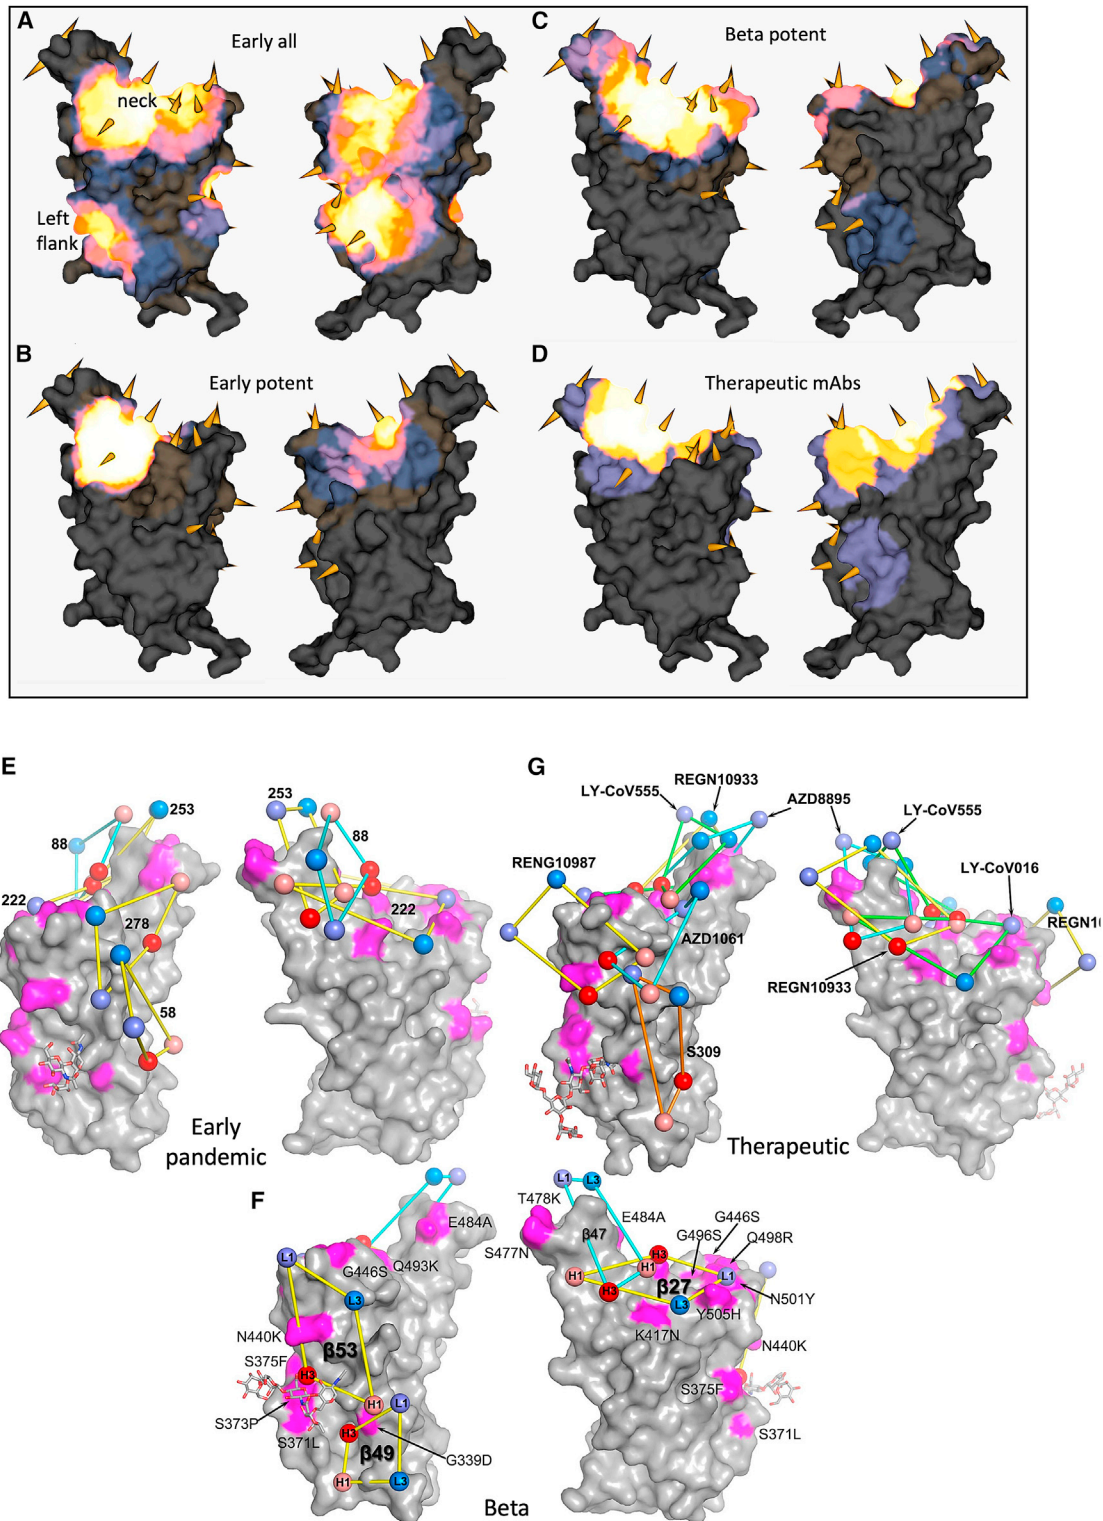 A
Early all
neck
Left
flank
C
Beta potent
B
Early potent
D
Therapeutic mAbs
E
253
88
222
278
58
253
88
222
Early
pandemic
G
REGN10933
LY-CoV555
AZD8895
RENG10987
AZD1061
S309
LY-CoV555
LY-CoV016
REGN10933
Therapeutic
F
E484A
L1
G446S
Q493K
L3
N440K
β53
S375F
H3
S373P
H1
L1
S371L
H3
β49
G339D
H1
L3
L1
L3
T478K
β47
E484A
G446S
G496S
Q498R
S477N
H3
H1
H1
L1
β27
H3
L3
N501Y
Y505H
K417N
N440K
S375F
S371L
Beta